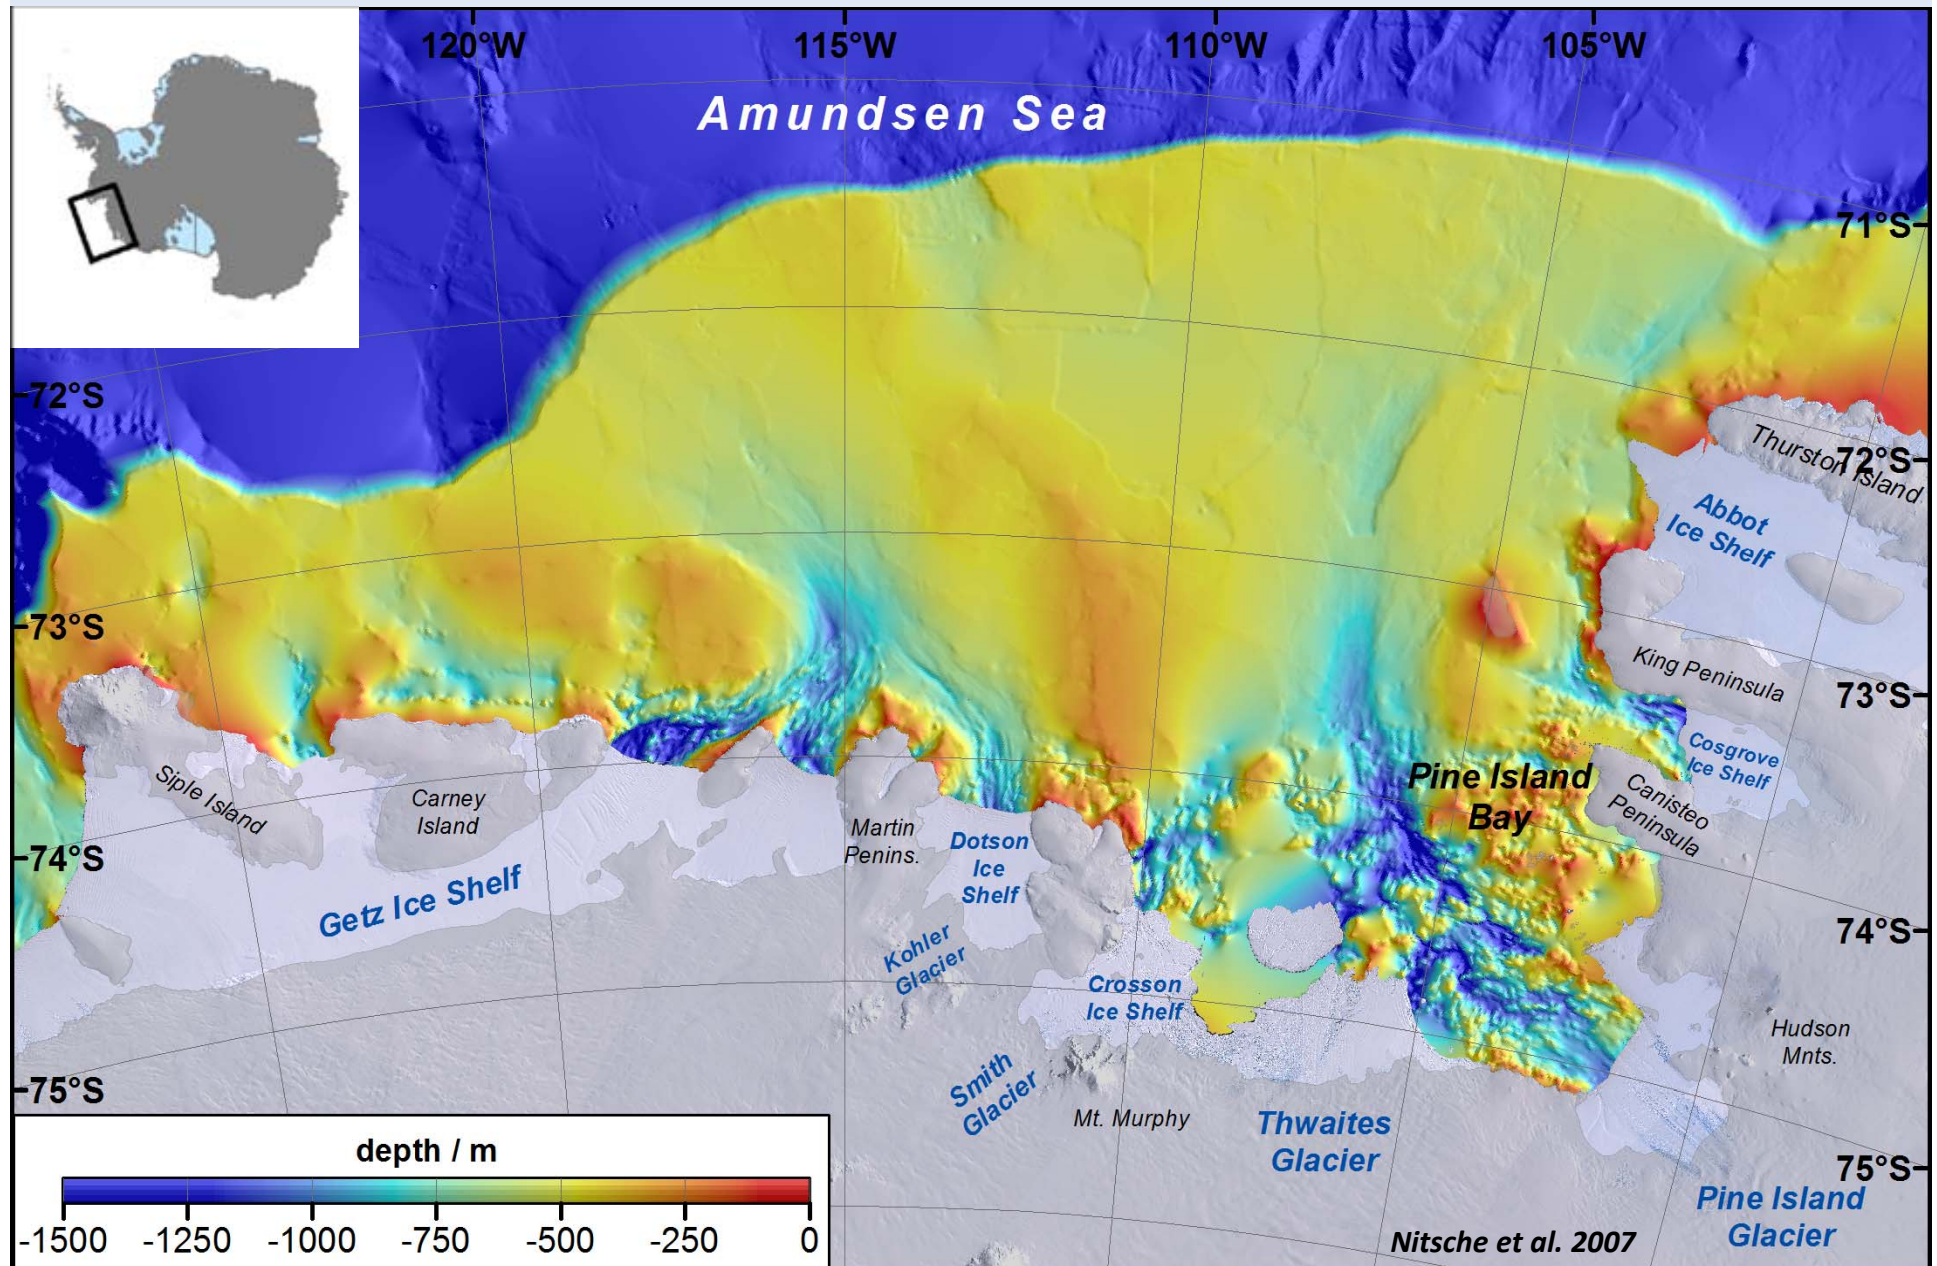 120°W
115°W
110°W
105°W
Amundsen Sea
71°S
72°S
Thurston Island
72°S
Abbot
Ice Shelf
73°S
King Peninsula
73°S
Cosgrove
Ice Shelf
Pine Island
Bay
Canisteo
Peninsula
Siple Island
Carney
Island
Martin
Penins.
Dotson
Ice
Shelf
74°S
Getz Ice Shelf
74°S
Kohler
Glacier
Crosson
Ice Shelf
Hudson
Mnts.
Smith
Glacier
75°S
Mt. Murphy
Thwaites
Glacier
75°S
Pine Island
Glacier
depth / m
-1500 -1250 -1000 -750 -500 -250 0
Nitsche et al. 2007